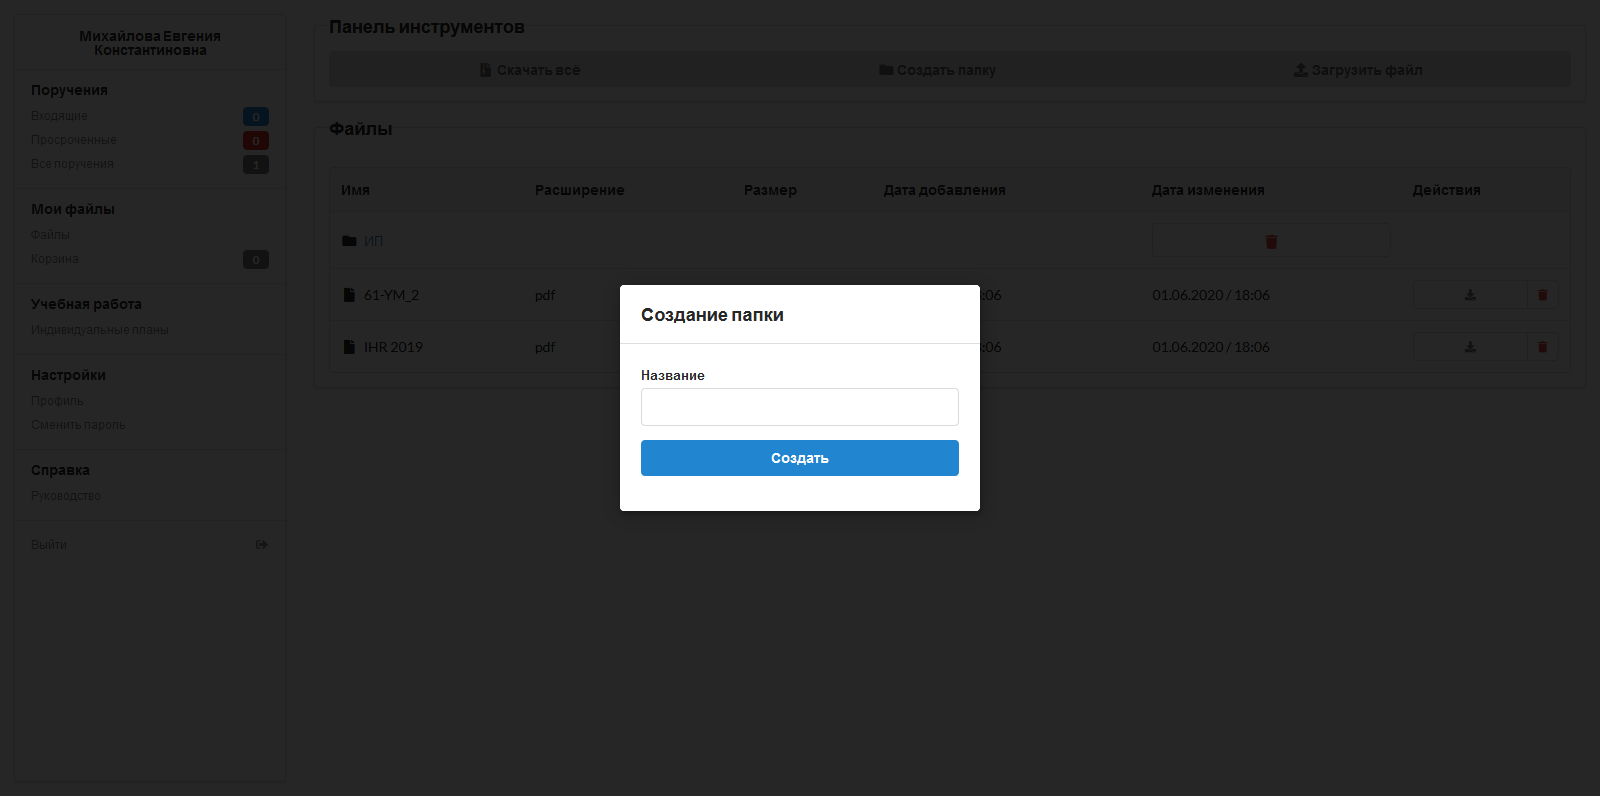 Михайлова Евгения
Константиновна
Поручения
Входящие 0
Просроченные 0
Все поручения 1
Мои файлы
Файлы
Корзина 0
Учебная работа
Индивидуальные планы
Настройки
Профиль
Сменить пароль
Справка
Руководство
Выйти
Панель инструментов
Скачать всё Создать папку Загрузить файл
Файлы
Имя Расширение Размер Дата добавления Дата изменения Действия
ИП
61-YM_2 pdf :06 01.06.2020 / 18:06
IHR 2019 pdf :06 01.06.2020 / 18:06
Создание папки
Название
Создать